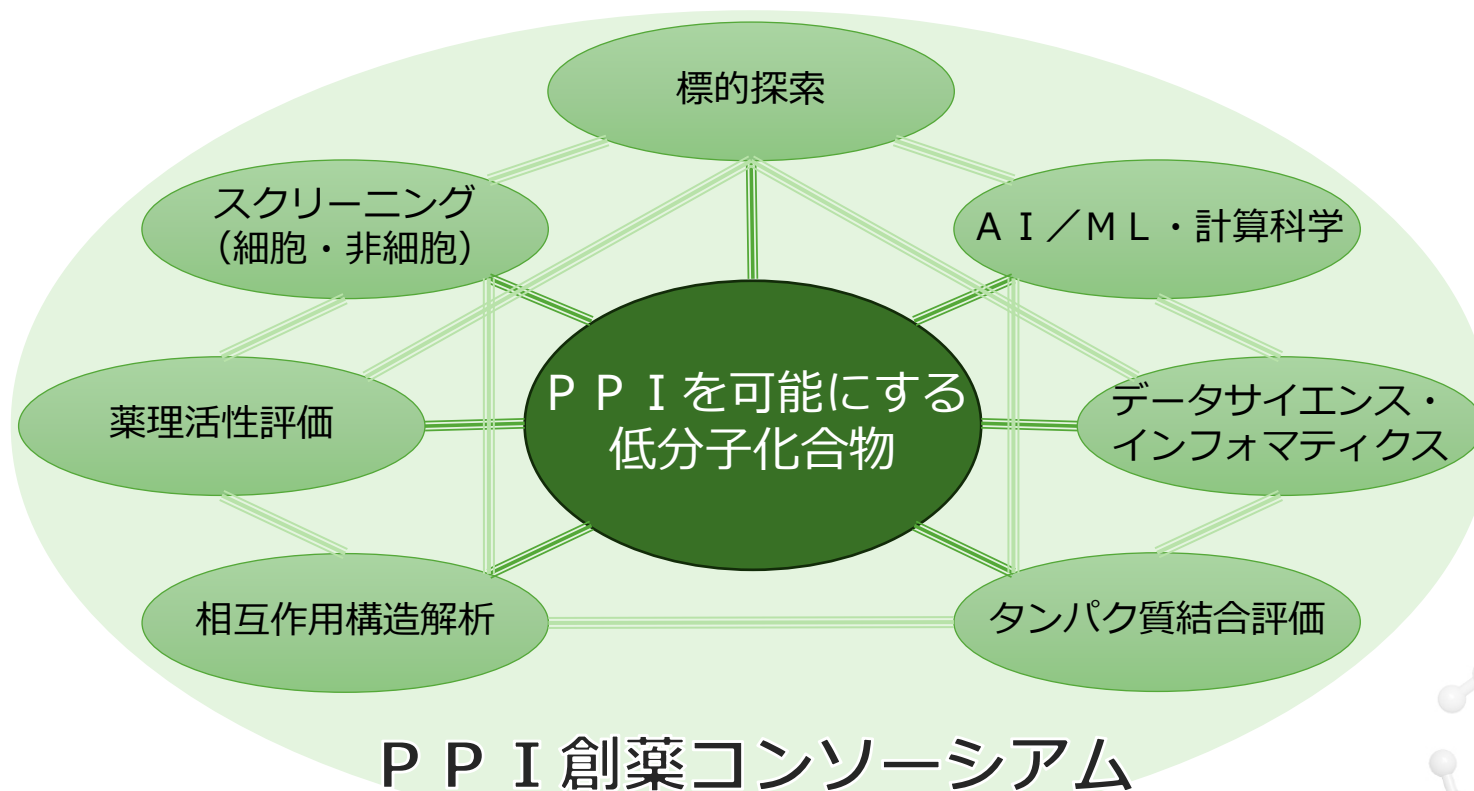 標的探索
スクリーニング
（細胞・非細胞）
ＡＩ／ＭＬ・計算科学
ＰＰＩを可能にする
低分子化合物
薬理活性評価
データサイエンス・
インフォマティクス
相互作用構造解析
タンパク質結合評価
ＰＰＩ創薬コンソーシアム